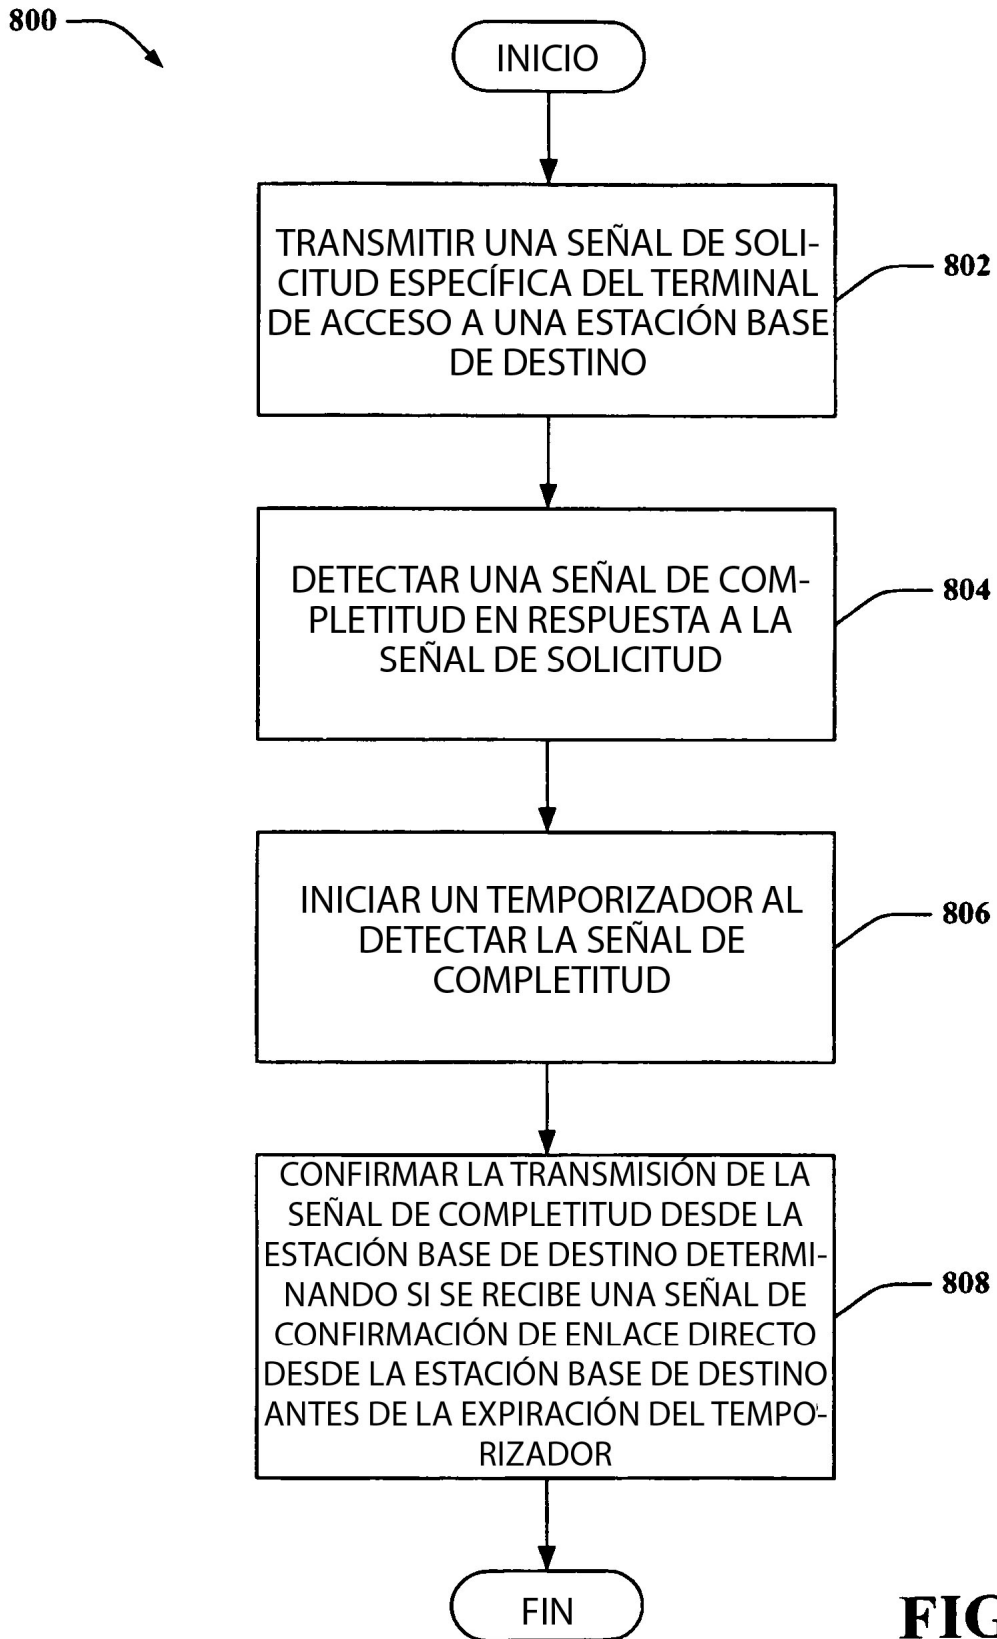 800
INICIO
TRANSMITIR UNA SEÑAL DE SOLI-
CITUD ESPECÍFICA DEL TERMINAL
DE ACCESO A UNA ESTACIÓN BASE
DE DESTINO
802
DETECTAR UNA SEÑAL DE COM-
PLETITUD EN RESPUESTA A LA
SEÑAL DE SOLICITUD
804
INICIAR UN TEMPORIZADOR AL
DETECTAR LA SEÑAL DE
COMPLETITUD
806
CONFIRMAR LA TRANSMISIÓN DE LA
SEÑAL DE COMPLETITUD DESDE LA
ESTACIÓN BASE DE DESTINO DETERMI-
NANDO SI SE RECIBE UNA SEÑAL DE
CONFIRMACIÓN DE ENLACE DIRECTO
DESDE LA ESTACIÓN BASE DE DESTINO
ANTES DE LA EXPIRACIÓN DEL TEMPO-
RIZADOR
808
FIN
FIG